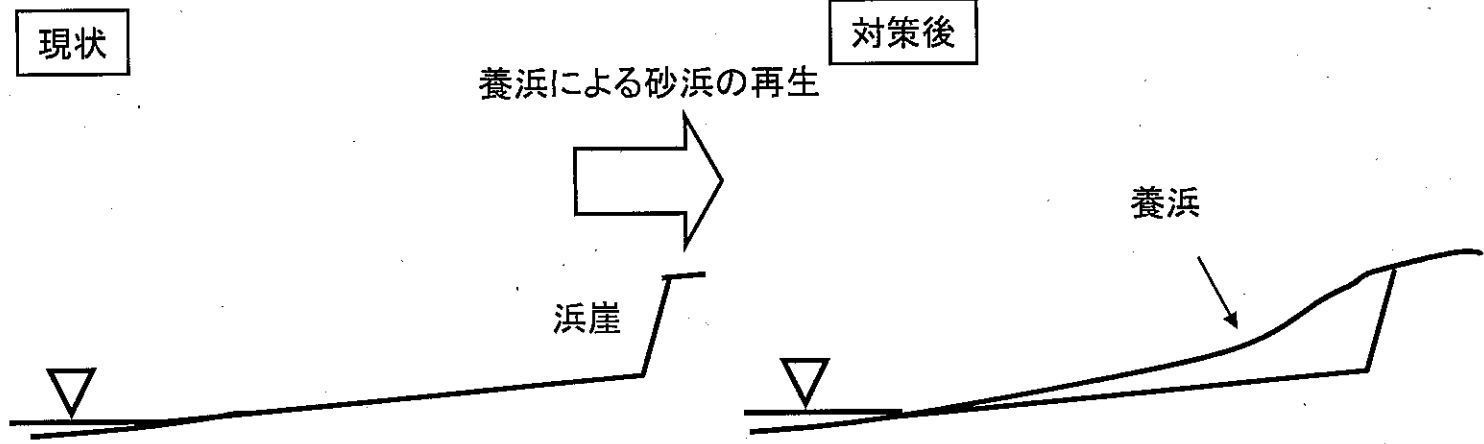 現状
対策後
養浜による砂浜の再生
養浜
浜崖